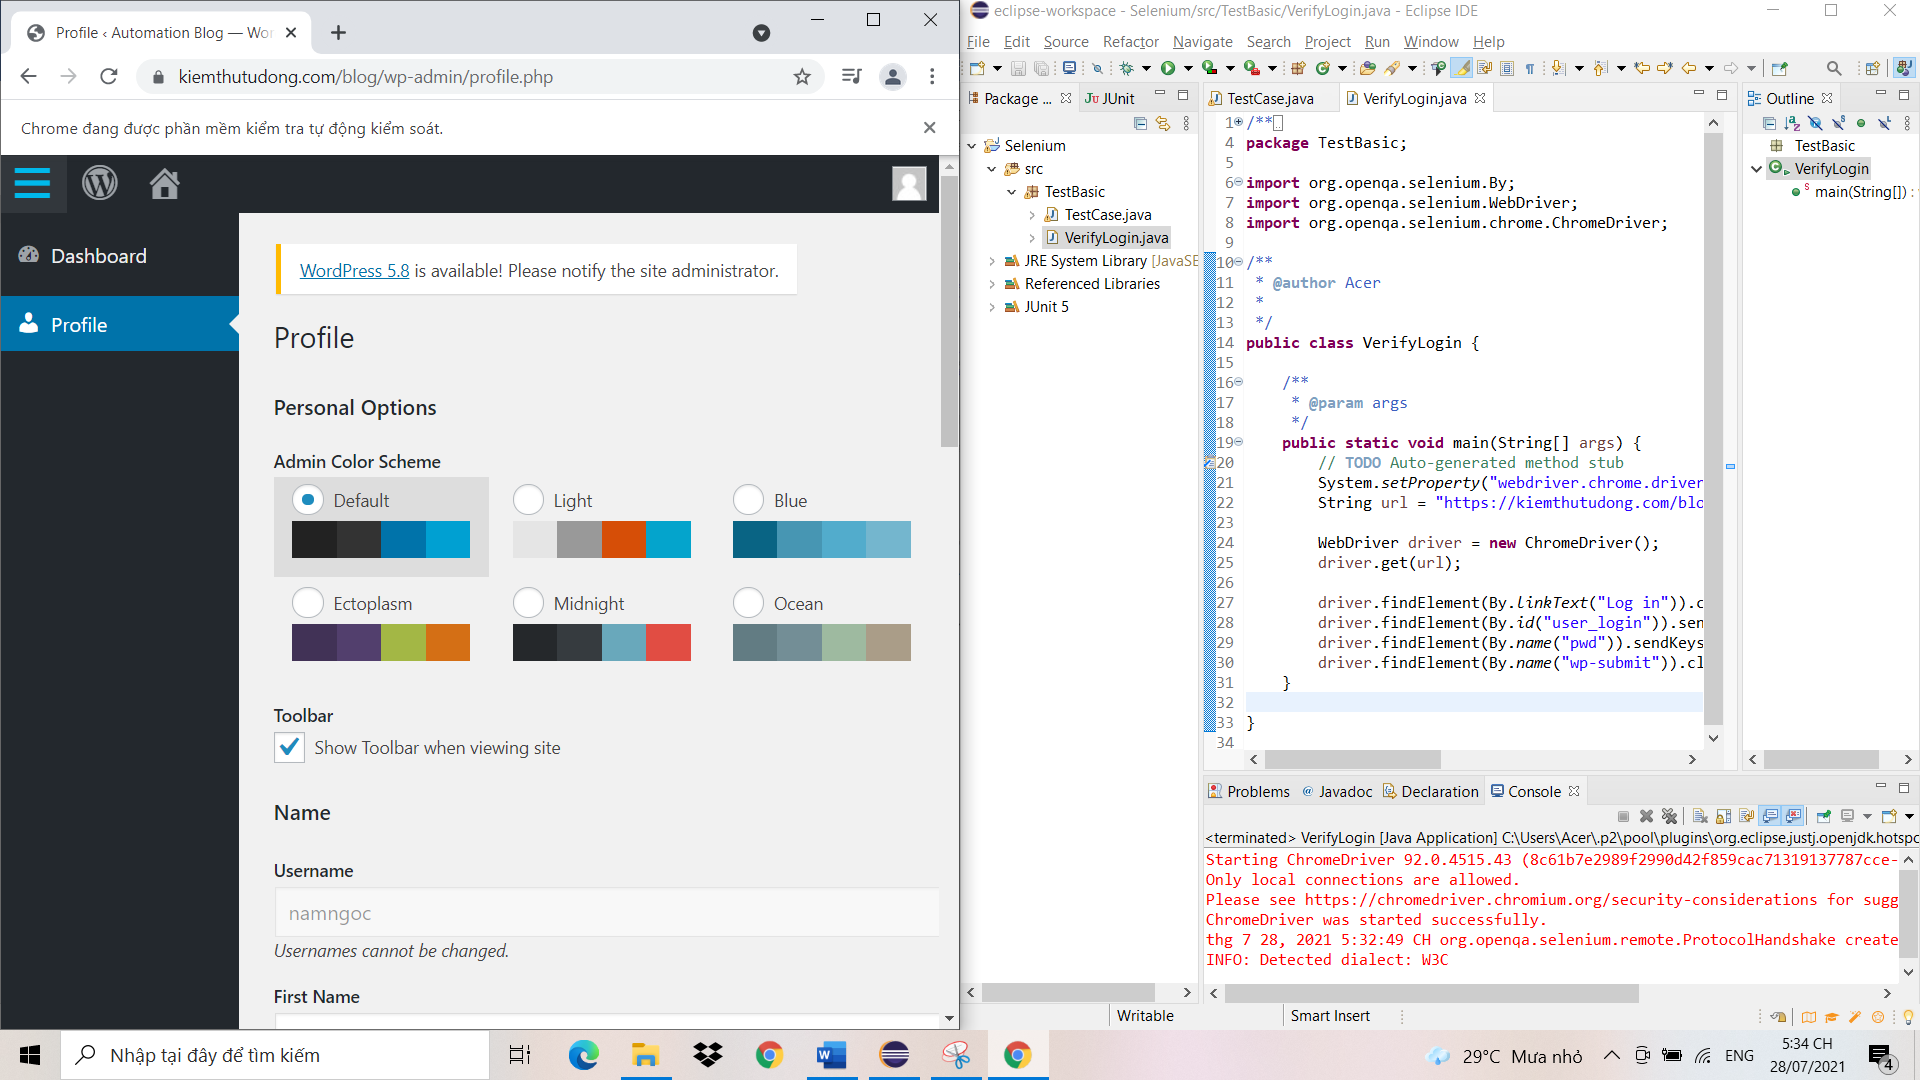 Profile ‹ Automation Blog — Wor
kiemthutudong.com/blog/wp-admin/profile.php
Chrome đang được phần mềm kiểm tra tự động kiểm soát.
Dashboard
Profile
WordPress 5.8 is available! Please notify the site administrator.
Profile
Personal Options
Admin Color Scheme
Default
Light
Blue
Ectoplasm
Midnight
Ocean
Toolbar
Show Toolbar when viewing site
Name
Username
namngoc
Usernames cannot be changed.
First Name
eclipse-workspace - Selenium/src/TestBasic/VerifyLogin.java - Eclipse IDE
File Edit Source Refactor Navigate Search Project Run Window Help
Package ...
JUnit
Selenium
src
TestBasic
TestCase.java
VerifyLogin.java
JRE System Library [JavaSE
Referenced Libraries
JUnit 5
TestCase.java
VerifyLogin.java
1 /**
4 package TestBasic;
5
6 import org.openqa.selenium.By;
7 import org.openqa.selenium.WebDriver;
8 import org.openqa.selenium.chrome.ChromeDriver;
9
10 /**
11 * @author Acer
12 *
13 */
14 public class VerifyLogin {
15
16 /**
17 * @param args
18 */
19 public static void main(String[] args) {
20 // TODO Auto-generated method stub
21 System.setProperty("webdriver.chrome.driver
22 String url = "https://kiemthutudong.com/blo
23
24 WebDriver driver = new ChromeDriver();
25 driver.get(url);
26
27 driver.findElement(By.linkText("Log in")).c
28 driver.findElement(By.id("user_login")).sen
29 driver.findElement(By.name("pwd")).sendKeys
30 driver.findElement(By.name("wp-submit")).cl
31 }
32
33 }
34
Outline
TestBasic
VerifyLogin
main(String[]) :
Problems
Javadoc
Declaration
Console
<terminated> VerifyLogin [Java Application] C:\Users\Acer\.p2\pool\plugins\org.eclipse.justj.openjdk.hotspo
Starting ChromeDriver 92.0.4515.43 (8c61b7e2989f2990d42f859cac71319137787cce-
Only local connections are allowed.
Please see https://chromedriver.chromium.org/security-considerations for sugg
ChromeDriver was started successfully.
thg 7 28, 2021 5:32:49 CH org.openqa.selenium.remote.ProtocolHandshake create
INFO: Detected dialect: W3C
Writable
Smart Insert
Nhập tại đây để tìm kiếm
29°C Mưa nhỏ
ENG
5:34 CH
28/07/2021
4